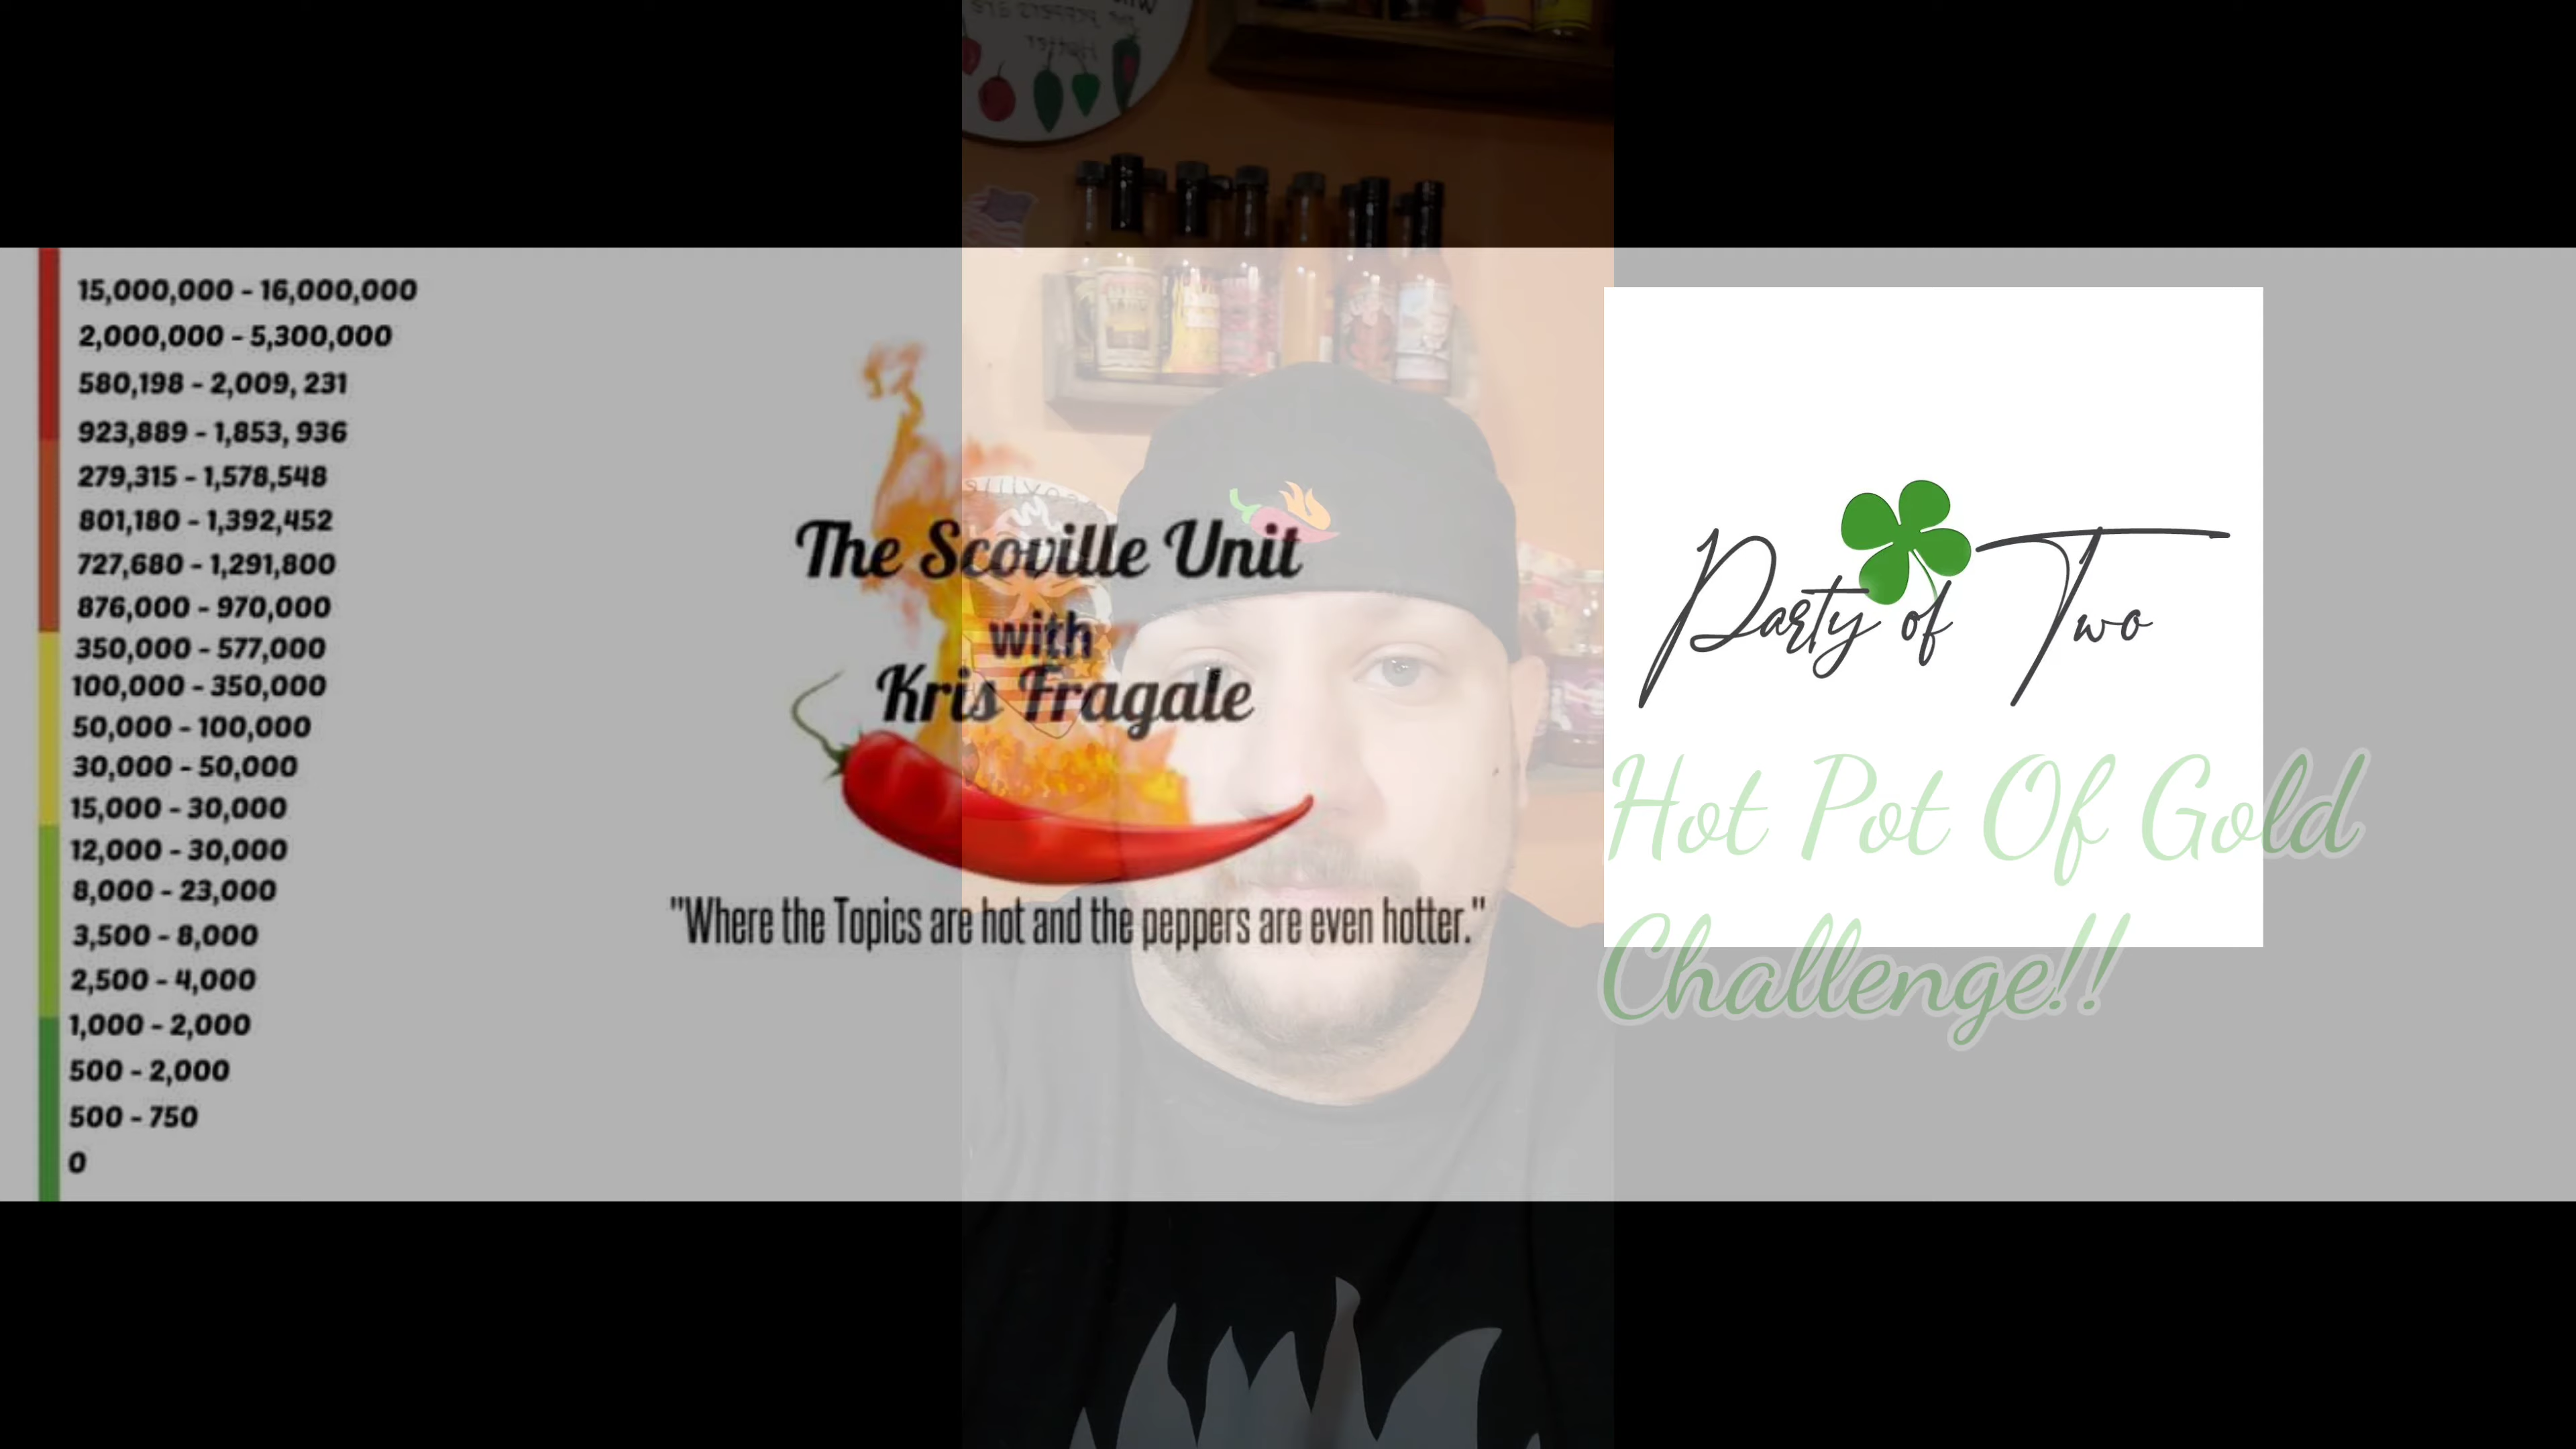 15,000,000 - 16,000,000
2,000,000 - 5,300,000
580,198 - 2,009, 231
923,889 - 1,853, 936
279,315 - 1,578,548
801,180 - 1,392,452
727,680 - 1,291,800
876,000 - 970,000
350,000 - 577,000
100,000 - 350,000
50,000 - 100,000
30,000 - 50,000
15,000 - 30,000
12,000 - 30,000
8,000 - 23,000
3,500 - 8,000
2,500 - 4,000
1,000 - 2,000
500 - 2,000
500 - 750
0
The Scoville Unit
with
Kris Fragale
"Where the Topics are hot and the peppers are even hotter."
Party of Two
Hot Pot Of Gold
Challenge!!